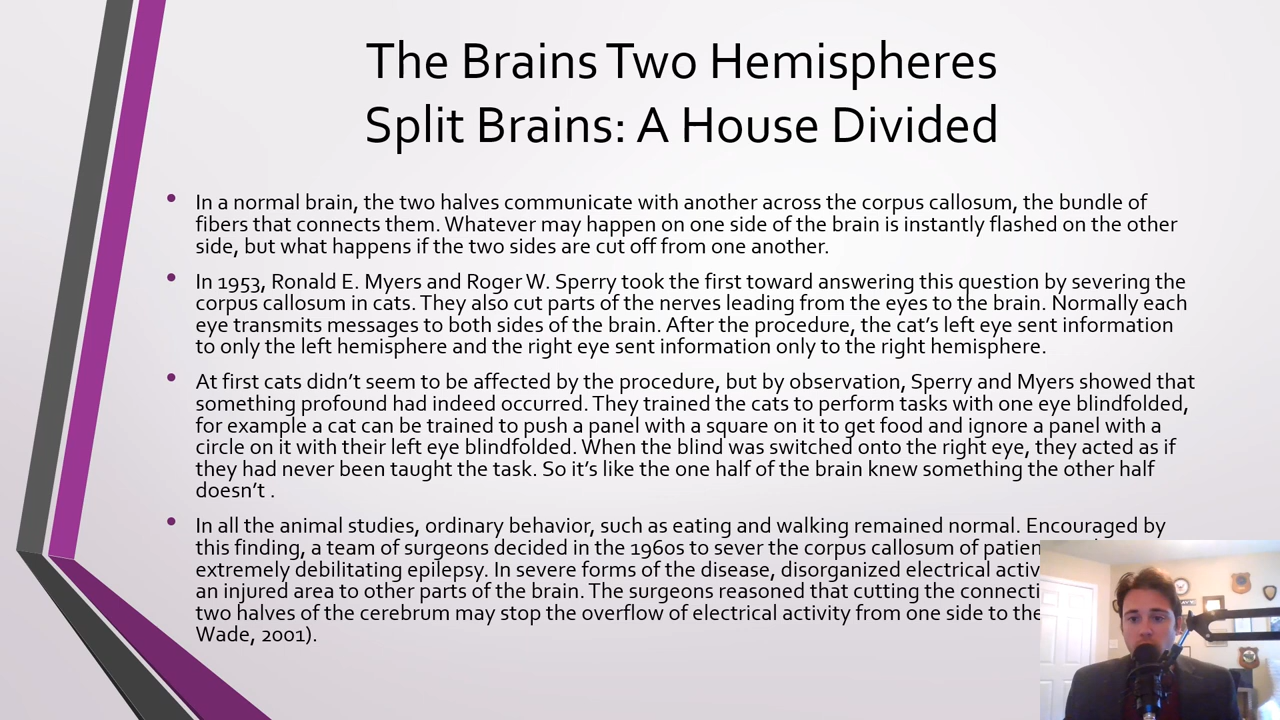 The Brains Two Hemispheres
Split Brains: A House Divided
• In a normal brain, the two halves communicate with another across the corpus callosum, the bundle of
fibers that connects them. Whatever may happen on one side of the brain is instantly flashed on the other
side, but what happens if the two sides are cut off from one another.
• In 1953, Ronald E. Myers and Roger W. Sperry took the first toward answering this question by severing the
corpus callosum in cats. They also cut parts of the nerves leading from the eyes to the brain. Normally each
eye transmits messages to both sides of the brain. After the procedure, the cat's left eye sent information
to only the left hemisphere and the right eye sent information only to the right hemisphere.
• At first cats didn't seem to be affected by the procedure, but by observation, Sperry and Myers showed that
something profound had indeed occurred. They trained the cats to perform tasks with one eye blindfolded,
for example a cat can be trained to push a panel with a square on it to get food and ignore a panel with a
circle on it with their left eye blindfolded. When the blind was switched onto the right eye, they acted as if
they had never been taught the task. So it's like the one half of the brain knew something the other half
doesn't .
• In all the animal studies, ordinary behavior, such as eating and walking remained normal. Encouraged by
this finding, a team of surgeons decided in the 1960s to sever the corpus callosum of
extremely debilitating epilepsy. In severe forms of the disease, disorganized electrical
an injured area to other parts of the brain. The surgeons reasoned that cutting the
two halves of the cerebrum may stop the overflow of electrical activity from one side to the
Wade, 2001).